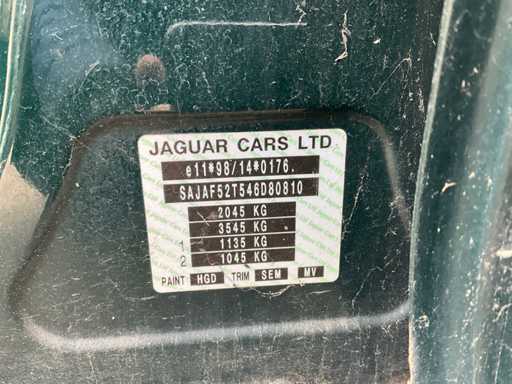 JAGUAR CARS LTD
e11*98/14*0176.
SAJAF52T546D80810
2045 KG
3545 KG
1 1135 KG
2 1045 KG
PAINT HGD TRIM SEM MV